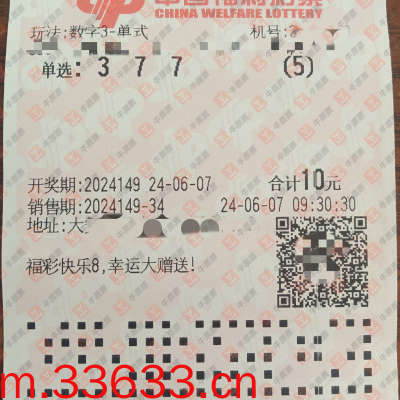 中国福利彩票
CHINA WELFARE LOTTERY
玩法:数字3-单式 机号:
单选: 3 7 7 (5)
开奖期:2024149 24-06-07 合计10元
销售期:2024149-34 24-06-07 09:30:30
地址:大
福彩快乐8,幸运大赠送!
m.33633.cn